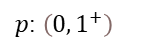 p: (0, 1⁺)